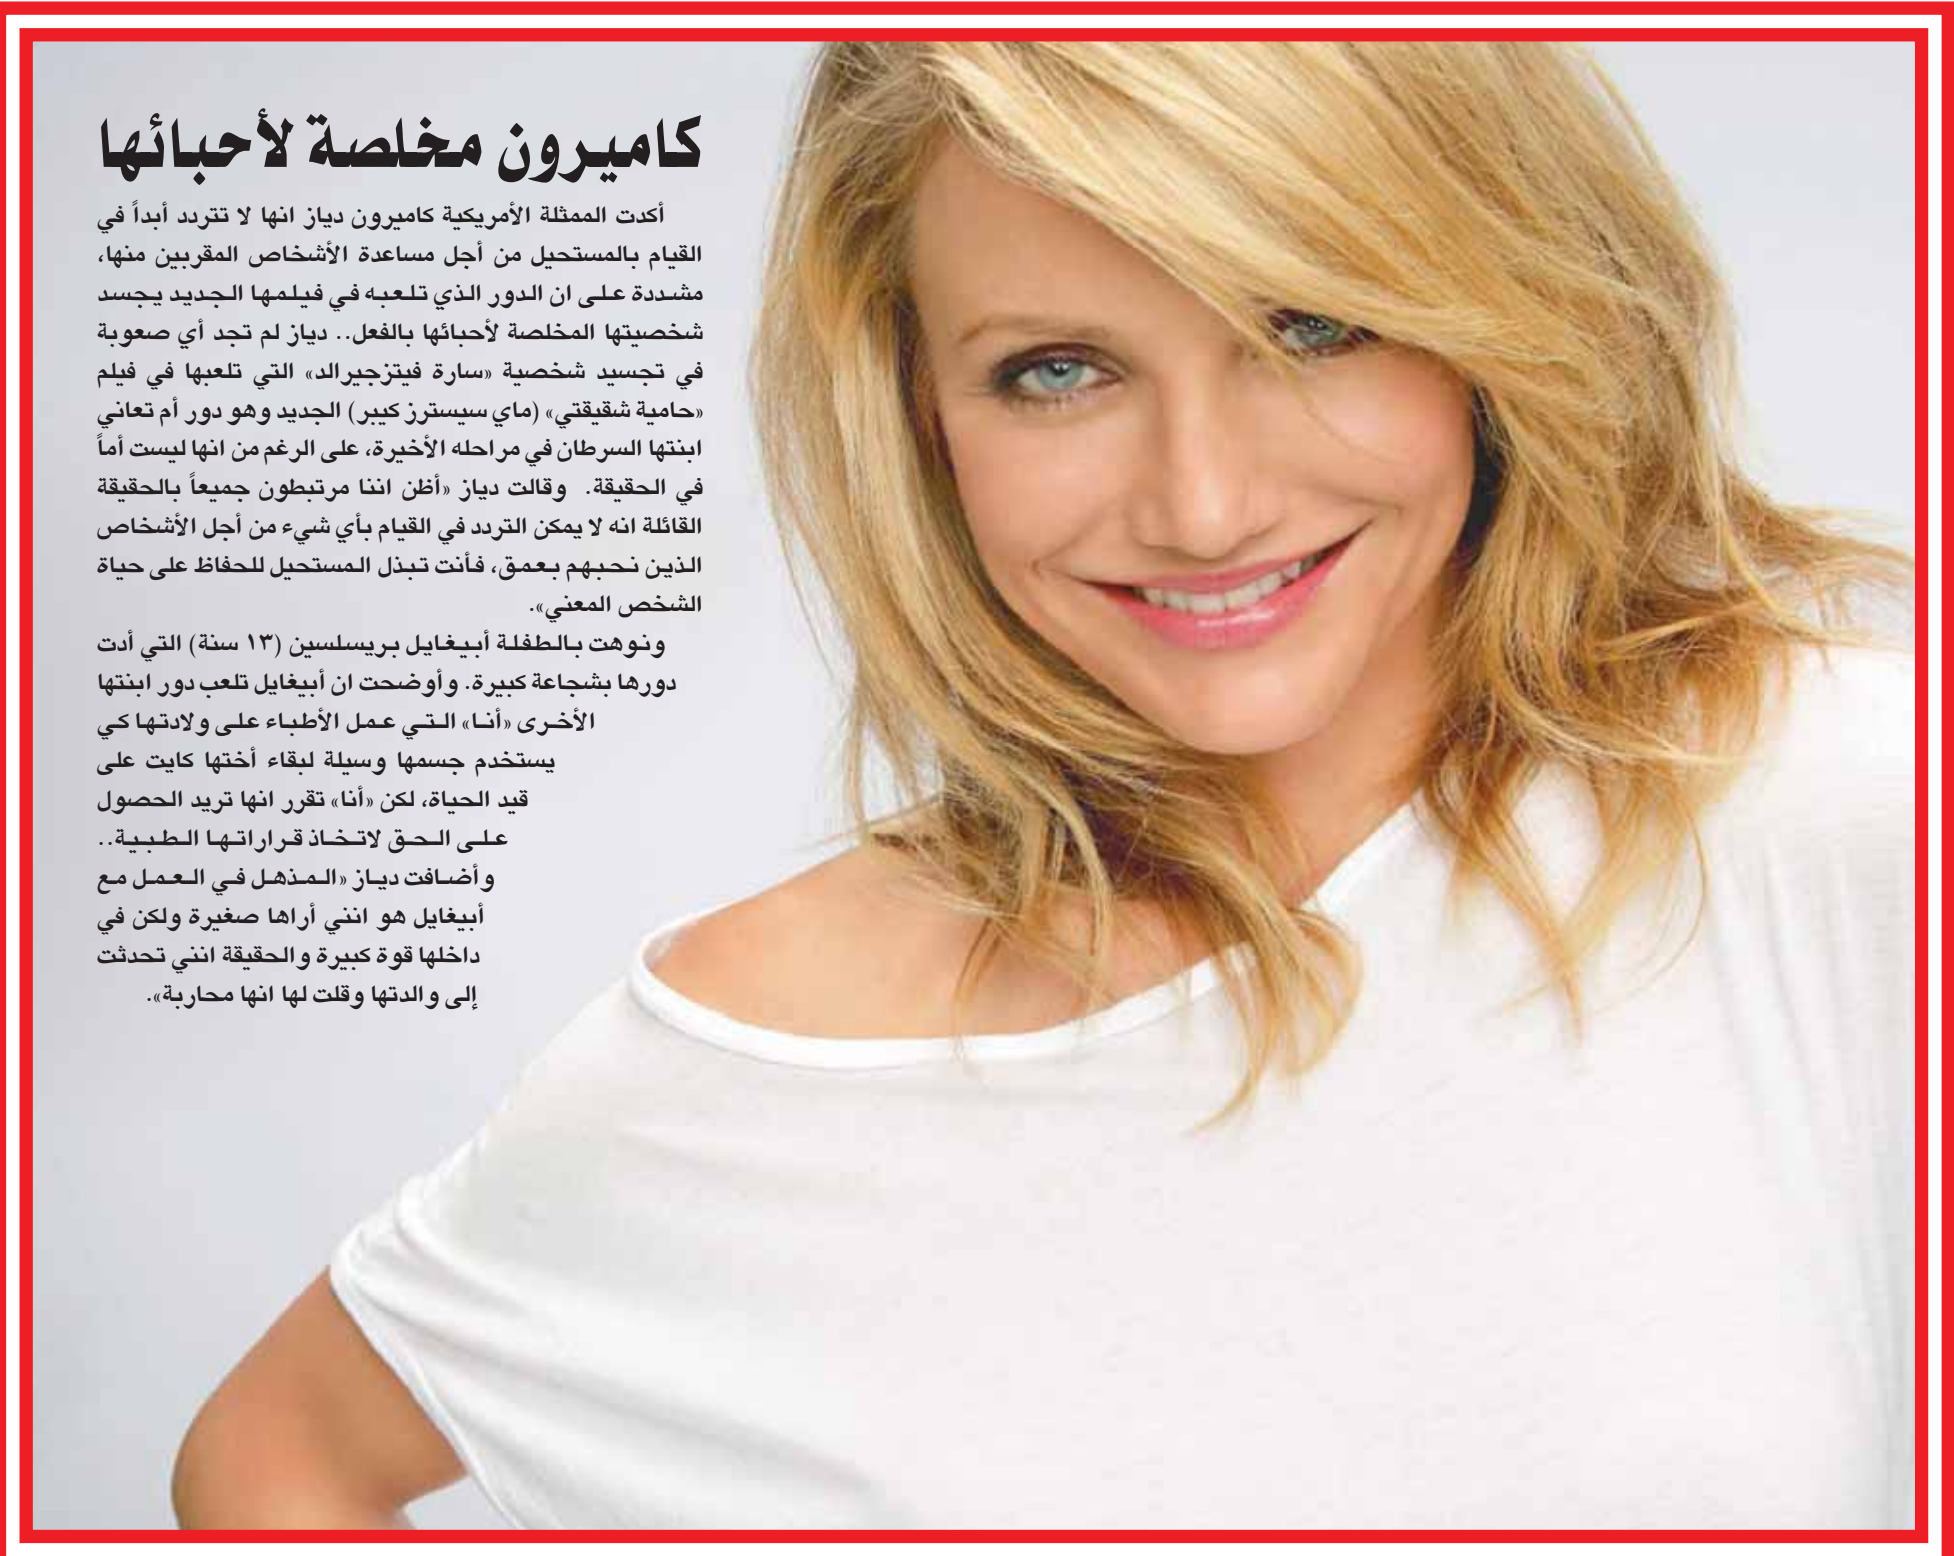 كاميرون مخلصة لأحبائها
أكدت الممثلة الأمريكية كاميرون دياز انها لا تتردد أبداً في
القيام بالمستحيل من أجل مساعدة الأشخاص المقربين منها،
مشددة على ان الدور الذي تلعبه في فيلمها الجديد يجسد
شخصيتها المخلصة لأحبائها بالفعل.. دياز لم تجد أي صعوبة
في تجسيد شخصية «سارة فيتزجيرالد» التي تلعبها في فيلم
«حامية شقيقتي» (ماي سيسترز كيبر) الجديد وهو دور أم تعاني
ابنتها السرطان في مراحله الأخيرة، على الرغم من انها ليست أماً
في الحقيقة. وقالت دياز «أظن اننا مرتبطون جميعاً بالحقيقة
القائلة انه لا يمكن التردد في القيام بأي شيء من أجل الأشخاص
الذين نحبهم بعمق، فأنت تبذل المستحيل للحفاظ على حياة
الشخص المعني».
ونوهت بالطفلة أبيغايل بريسلسين (١٣ سنة) التي أدت
دورها بشجاعة كبيرة. وأوضحت ان أبيغايل تلعب دور ابنتها
الأخرى «أنا» التي عمل الأطباء على ولادتها كي
يستخدم جسمها وسيلة لبقاء أختها كايت على
قيد الحياة، لكن «أنا» تقرر انها تريد الحصول
على الحق لاتخاذ قراراتها الطبية..
وأضافت دياز «المذهل في العمل مع
أبيغايل هو انني أراها صغيرة ولكن في
داخلها قوة كبيرة والحقيقة انني تحدثت
إلى والدتها وقلت لها انها محاربة».